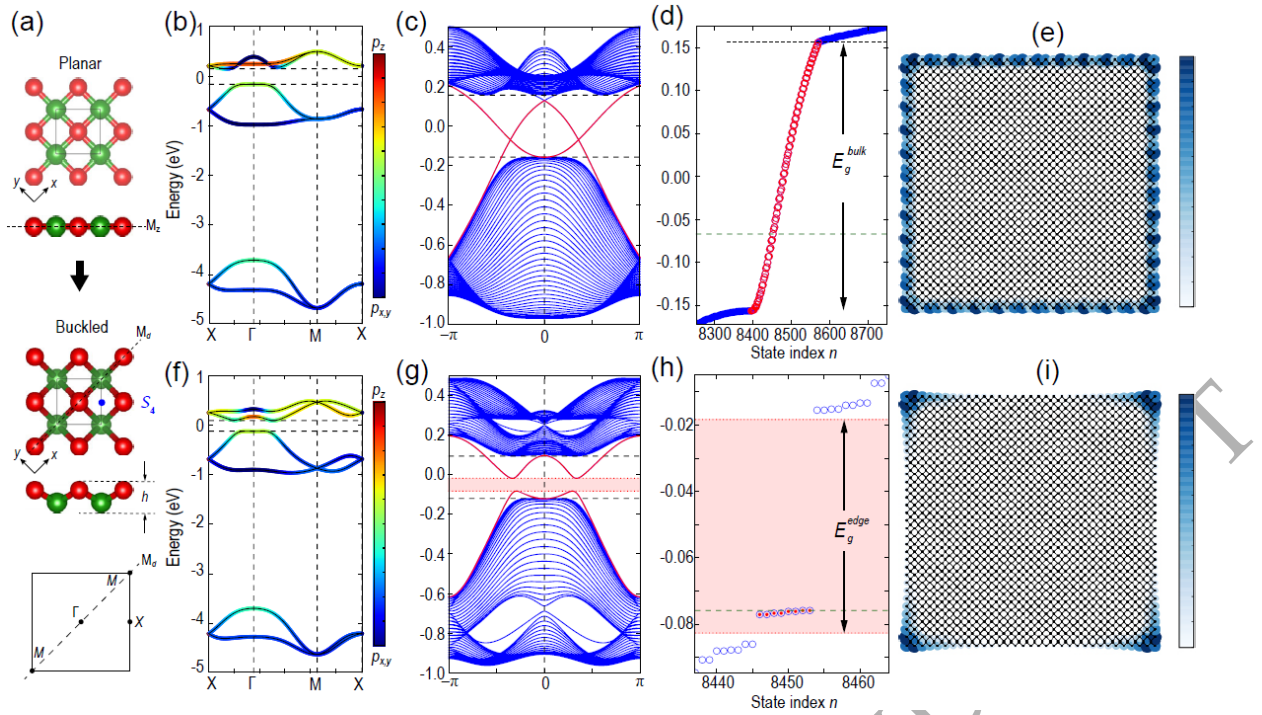 (a)
Planar
y
x
M_z
Buckled
M_σ
S_4
y
x
h
M_σ
M
Γ
X
M
(b)
Energy (eV)
1
0
-1
-2
-3
-4
-5
X
Γ
M
X
p_z
p_x,y
(c)
0.4
0.2
0.0
-0.2
-0.4
-0.6
-0.8
-1.0
−π
0
π
(d)
0.15
0.10
0.05
0.00
-0.05
-0.10
-0.15
E_g^bulk
8300 8400 8500 8600 8700
State index n
(e)
(f)
Energy (eV)
1
0
-1
-2
-3
-4
-5
X
Γ
M
X
p_z
p_x,y
(g)
0.4
0.2
0.0
-0.2
-0.4
-0.6
-0.8
-1.0
−π
0
π
(h)
-0.02
-0.04
-0.06
-0.08
E_g^edge
8440
8450
8460
State index n
(i)
T